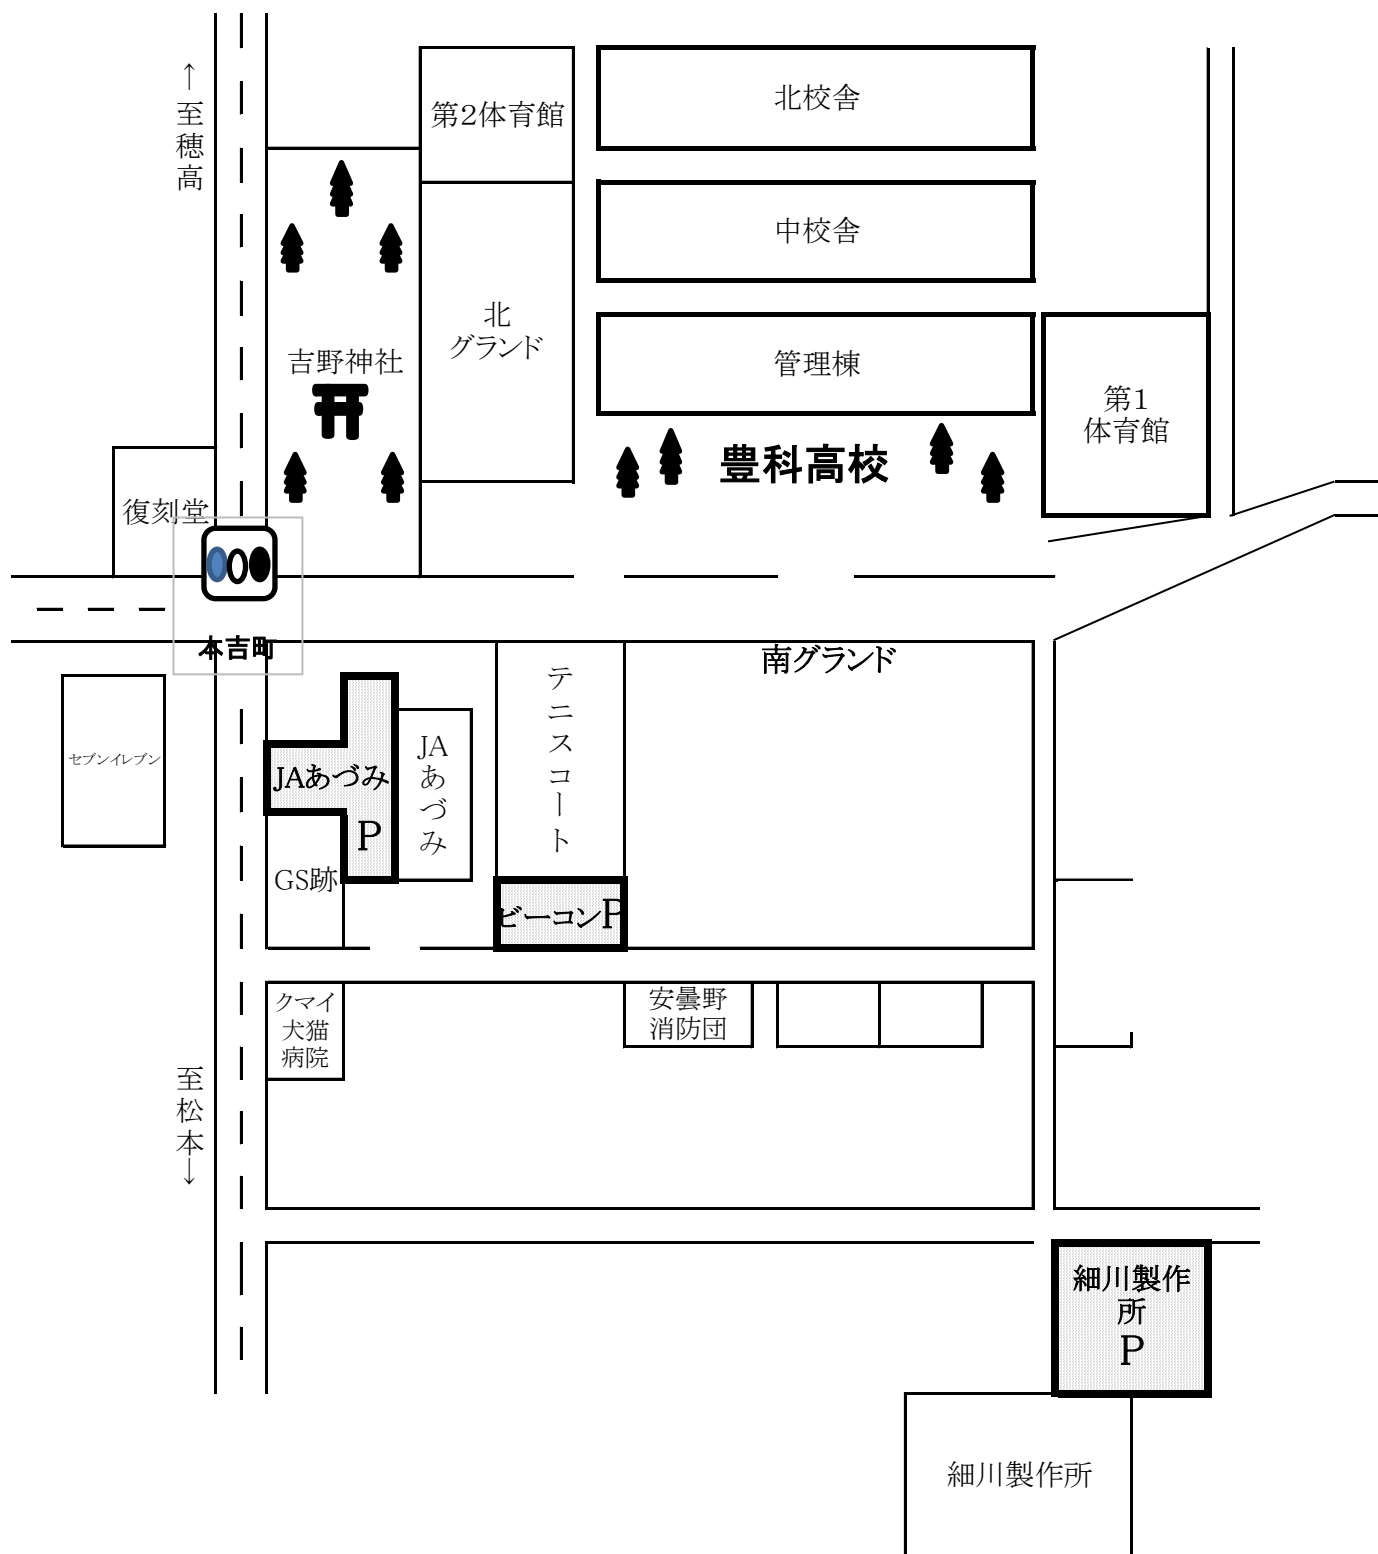 ↑至穂高
第2体育館
北校舎
中校舎
北
グランド
吉野神社
管理棟
第1
体育館
豊科高校
復刻堂
本吉町
南グランド
テニスコート
セブンイレブン
JAあづみ
P
JAあづみ
GS跡
ビーコンP
クマイ
犬猫
病院
安曇野
消防団
至松本↓
細川製作
所
P
細川製作所